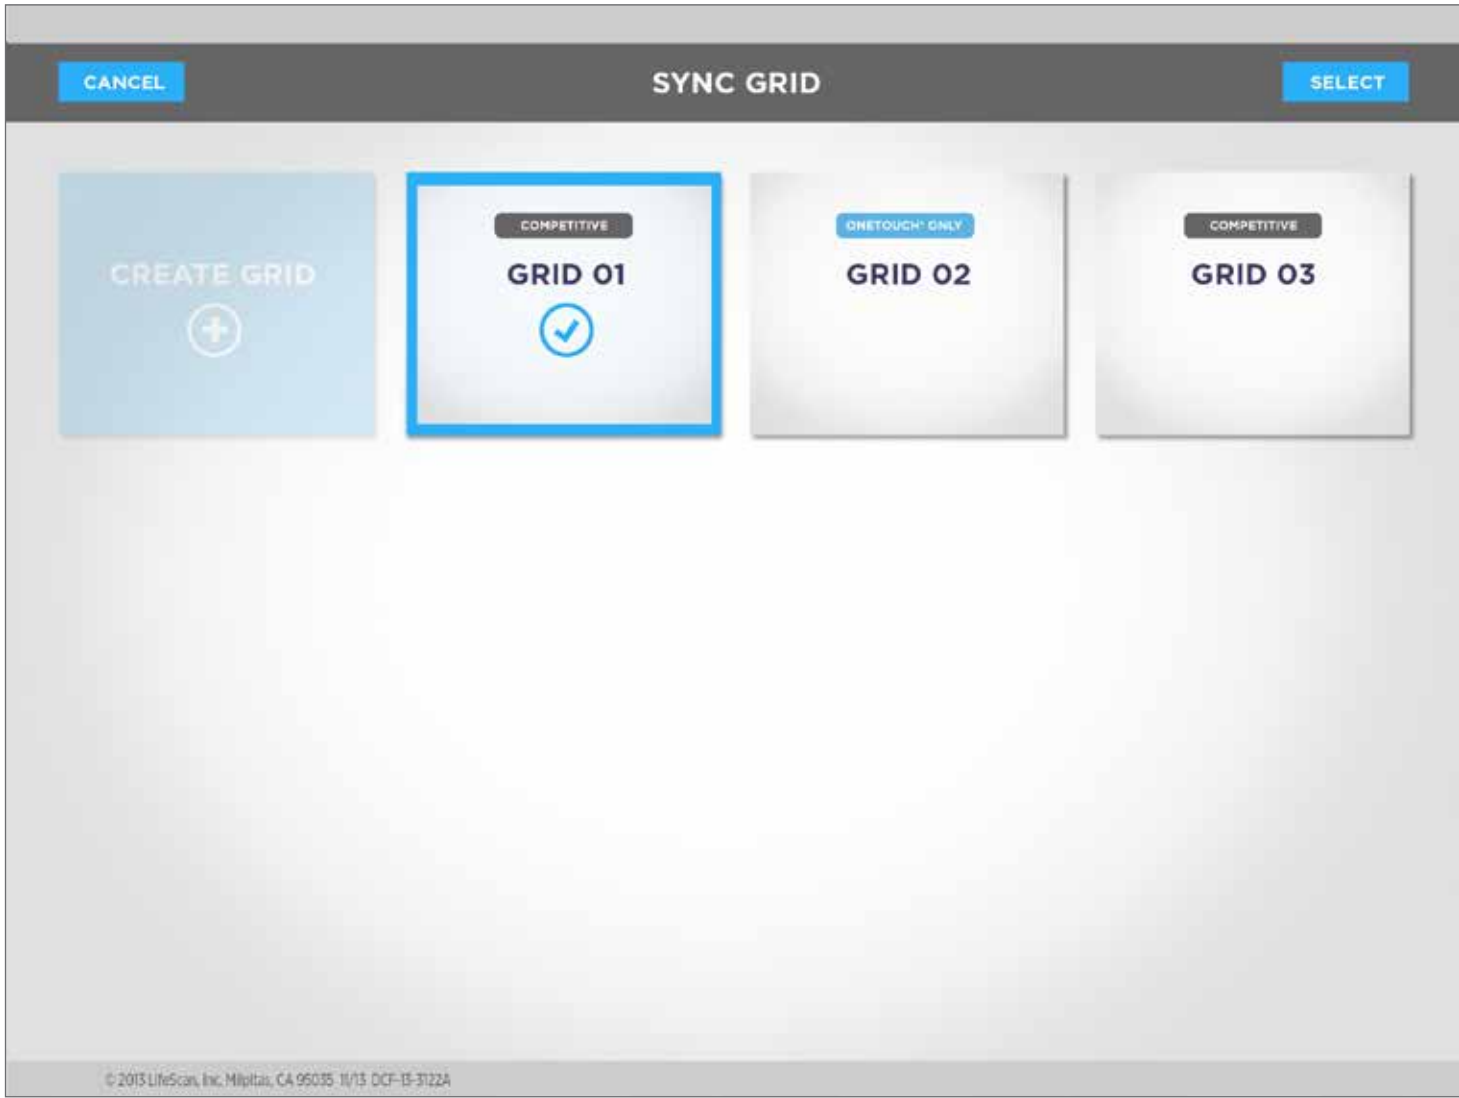 CANCEL
SYNC GRID
SELECT
CREATE GRID
COMPETITIVE
GRID 01
ONETOUCH® ONLY
GRID 02
COMPETITIVE
GRID 03
© 2013 LifeScan, Inc. Milpitas, CA 95035 11/13 DCF-13-3122A